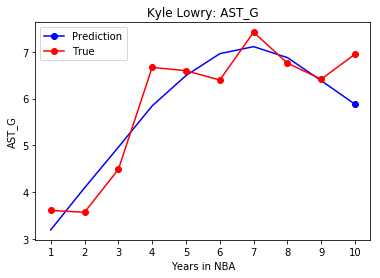 Kyle Lowry: AST_G
Prediction
True
AST_G
7
6
5
4
3
1 2 3 4 5 6 7 8 9 10
Years in NBA